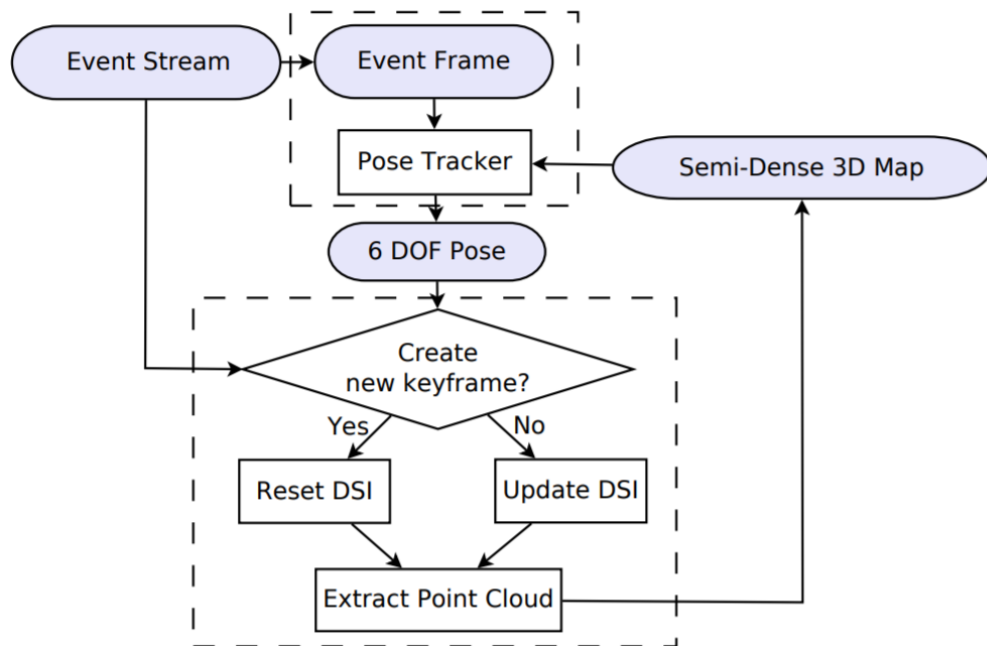 Event Stream
Event Frame
Pose Tracker
Semi-Dense 3D Map
6 DOF Pose
Create
new keyframe?
Yes
No
Reset DSI
Update DSI
Extract Point Cloud